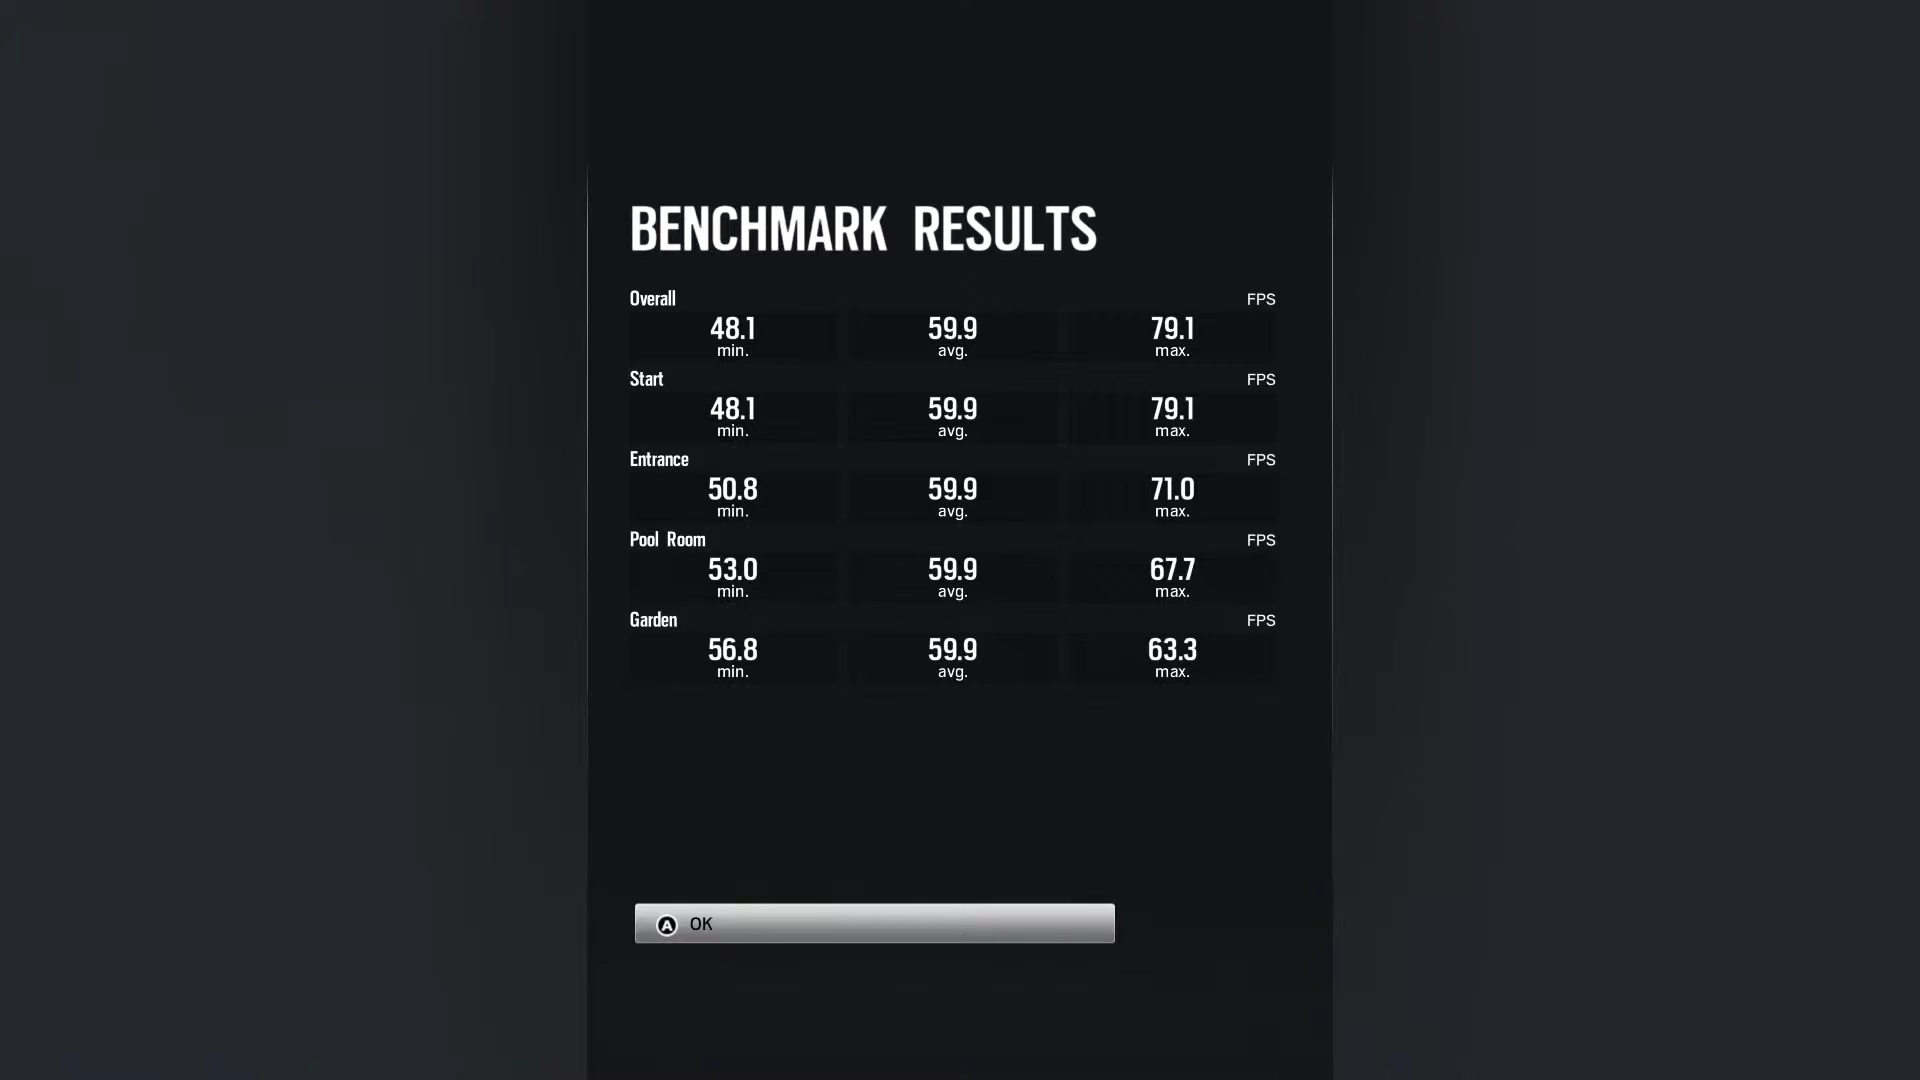 BENCHMARK RESULTS
Overall FPS
48.1 59.9 79.1
min. avg. max.
Start FPS
48.1 59.9 79.1
min. avg. max.
Entrance FPS
50.8 59.9 71.0
min. avg. max.
Pool Room FPS
53.0 59.9 67.7
min. avg. max.
Garden FPS
56.8 59.9 63.3
min. avg. max.
A OK